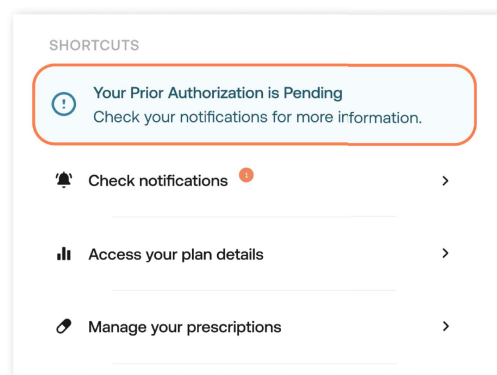 SHORTCUTS
Your Prior Authorization is Pending
Check your notifications for more information.
Check notifications 1
Access your plan details
Manage your prescriptions